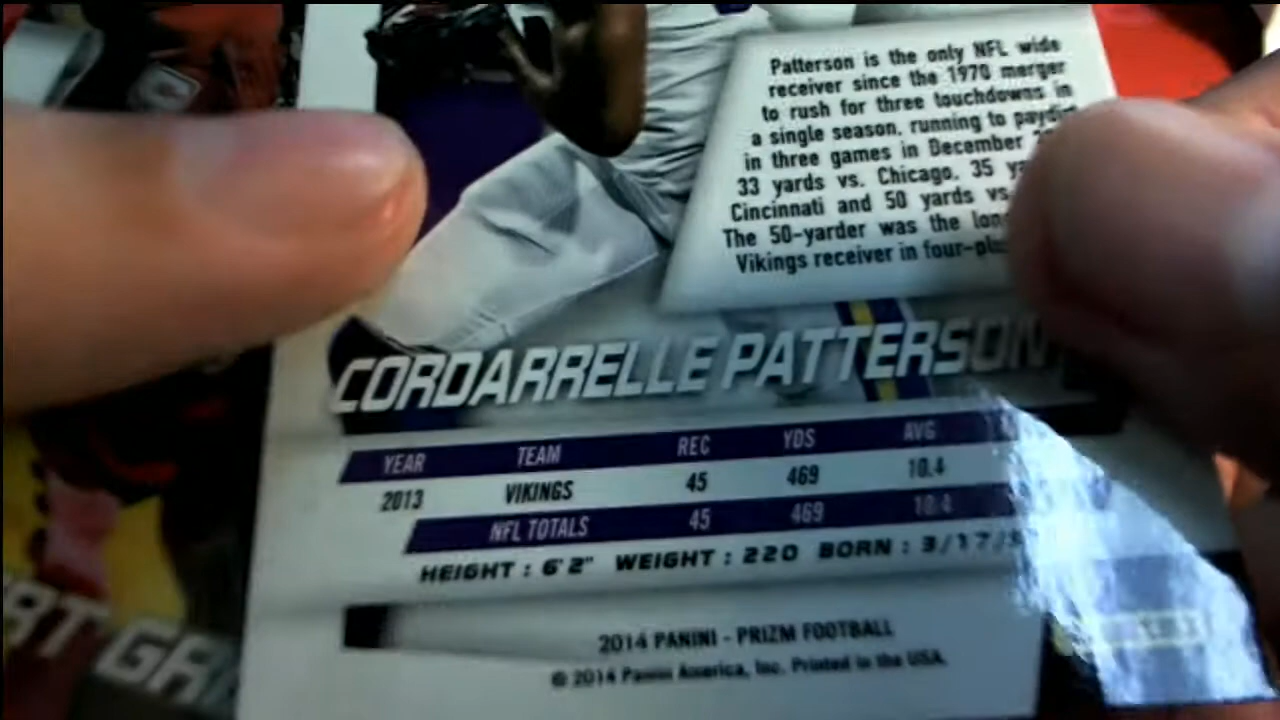 Patterson is the only NFL wide
receiver since the 1970 merger
to rush for three touchdowns in
a single season, running to
in three games in December
33 yards vs. Chicago, 35
Cincinnati and 50 yards vs.
The 50-yarder was the
Vikings receiver in
CORDARRELLE PATTERSON
YEAR TEAM REC YDS AVG
2013 VIKINGS 45 469 10.4
NFL TOTALS 45 469 10.4
HEIGHT : 6'2" WEIGHT : 220 BORN : 3/17/
2014 PANINI - PRIZM FOOTBALL
© 2014 Panini America, Inc. Printed in the USA.